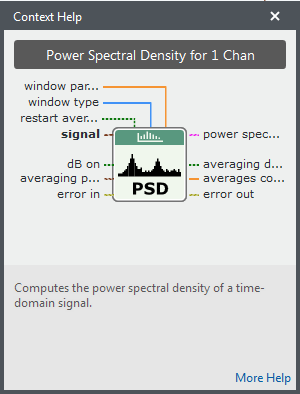 Context Help
Power Spectral Density for 1 Chan
window par...
window type
restart aver...
signal
power spec...
dB on
averaging d...
averaging p...
averages co...
error in
error out
PSD
Computes the power spectral density of a time-
domain signal.
More Help